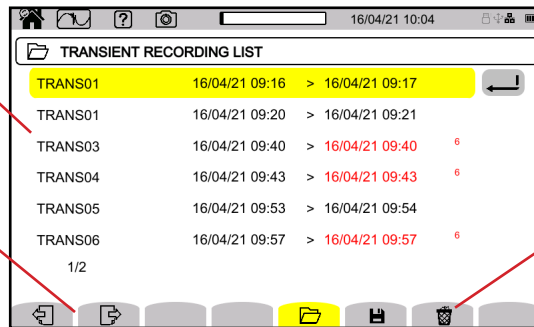 ? 16/04/21 10:04
TRANSIENT RECORDING LIST
TRANS01 16/04/21 09:16 > 16/04/21 09:17
TRANS01 16/04/21 09:20 > 16/04/21 09:21
TRANS03 16/04/21 09:40 > 16/04/21 09:40 6
TRANS04 16/04/21 09:43 > 16/04/21 09:43 6
TRANS05 16/04/21 09:53 > 16/04/21 09:54
TRANS06 16/04/21 09:57 > 16/04/21 09:57 6
1/2